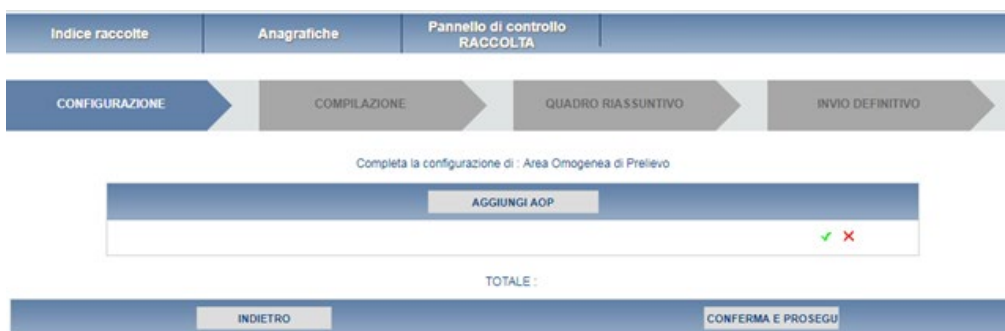 Indice raccolte
Anagrafiche
Pannello di controllo
RACCOLTA
CONFIGURAZIONE
COMPILAZIONE
QUADRO RIASSUNTIVO
INVIO DEFINITIVO
Completa la configurazione di : Area Omogenea di Prelievo
AGGIUNGI AOP
TOTALE :
INDIETRO
CONFERMA E PROSEGU